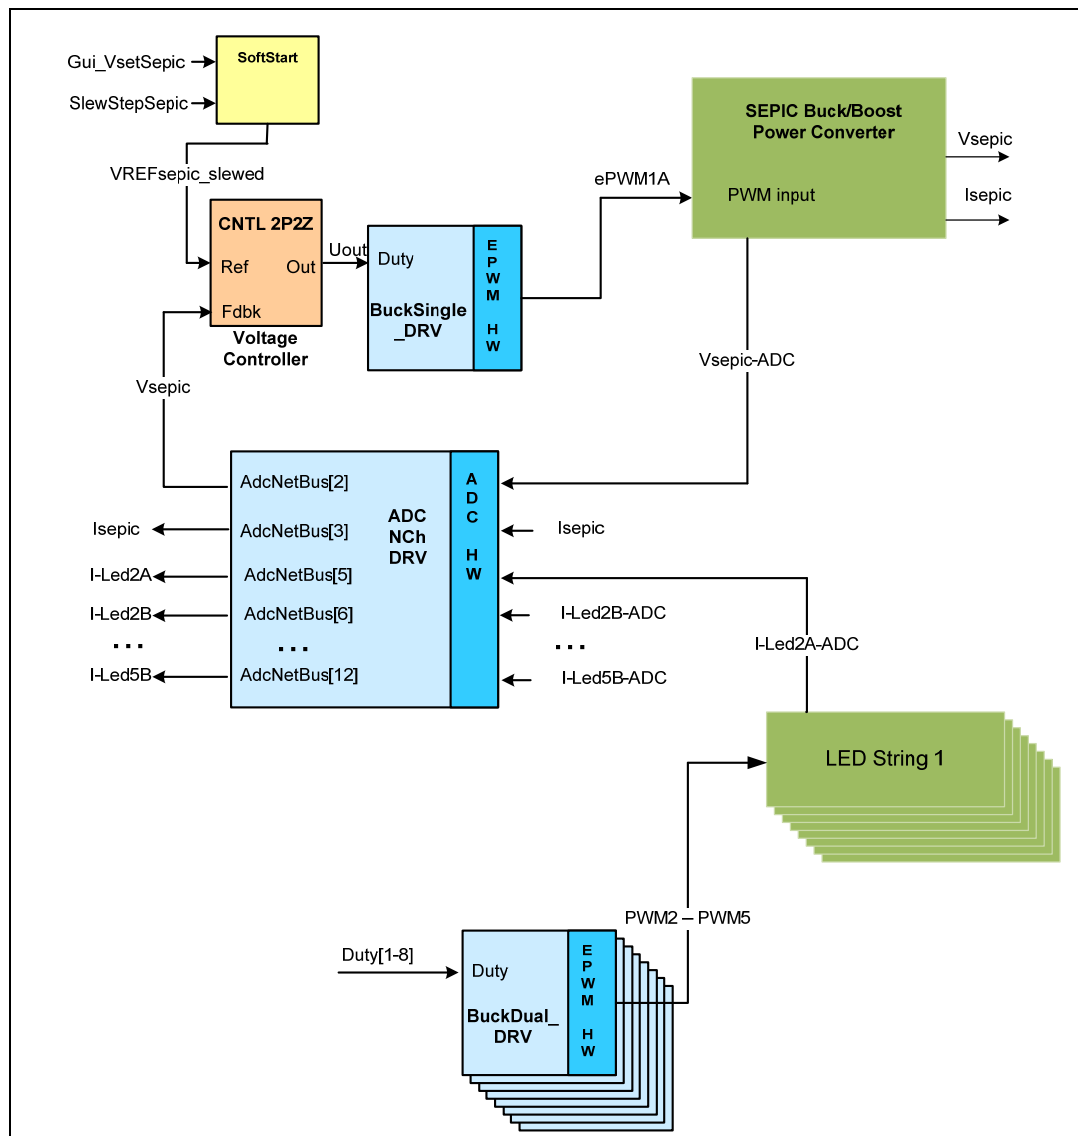 Gui_VsetSepic
SlewStepSepic
SoftStart
VREFsepic_slewed
CNTL 2P2Z
Ref
Out
Fdbk
Voltage
Controller
Uout
Duty
BuckSingle
_DRV
E
P
W
M
H
W
ePWM1A
SEPIC Buck/Boost
Power Converter
PWM input
Vsepic
Isepic
Vsepic-ADC
Vsepic
AdcNetBus[2]
AdcNetBus[3]
AdcNetBus[5]
AdcNetBus[6]
...
AdcNetBus[12]
ADC
NCh
DRV
A
D
C
H
W
Isepic
I-Led2A
I-Led2B
...
I-Led5B
Isepic
I-Led2B-ADC
...
I-Led5B-ADC
I-Led2A-ADC
LED String 1
PWM2 – PWM5
Duty[1-8]
Duty
BuckDual_
DRV
E
P
W
M
H
W